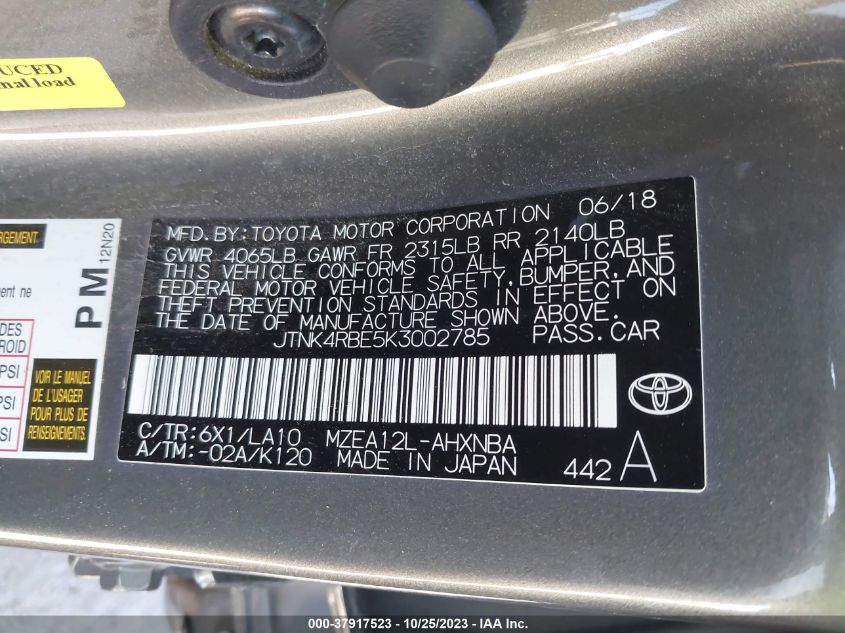 UCED
mal load
RGEMENT
ent ne
DES
ROID
PSI
PSI
SI
PM
12N20
VOIR LE MANUEL
DE L'USAGER
POUR PLUS DE
RENSEIGNEMENTS.
MFD. BY: TOYOTA MOTOR CORPORATION 06/18
GVWR 4065LB GAWR FR 2315LB RR 2140LB
THIS VEHICLE CONFORMS TO ALL APPLICABLE
FEDERAL MOTOR VEHICLE SAFETY, BUMPER, AND
THEFT PREVENTION STANDARDS IN EFFECT ON
THE DATE OF MANUFACTURE SHOWN ABOVE.
JTNK4RBE5K3002785 PASS. CAR
C/TR: 6X1/LA10 MZEA12L-AHXNBA
A/TM: -02A/K120 MADE IN JAPAN
442 A
000-37917523 - 10/25/2023 - IAA Inc.